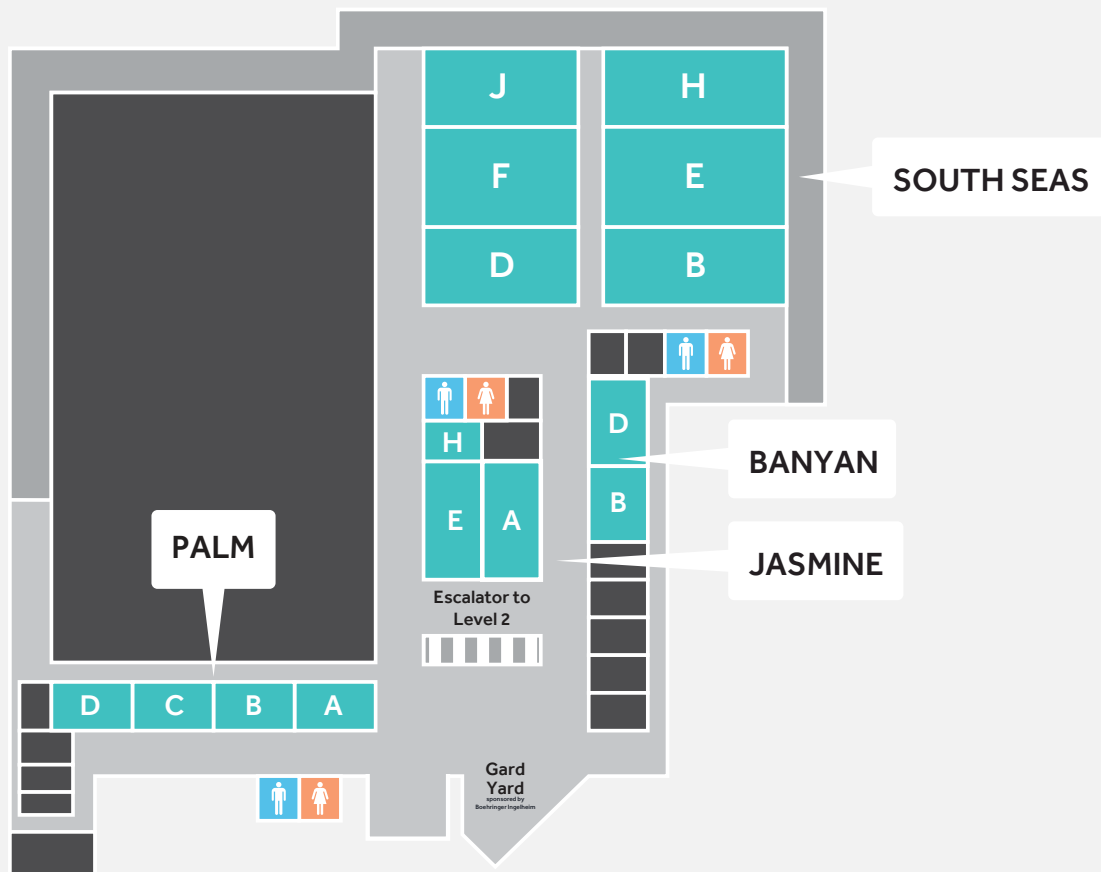 J
H
F
E
SOUTH SEAS
D
B
D
BANYAN
H
B
E
A
PALM
JASMINE
Escalator to
Level 2
D
C
B
A
Gard
Yard
sponsored by
Boehringer Ingelheim